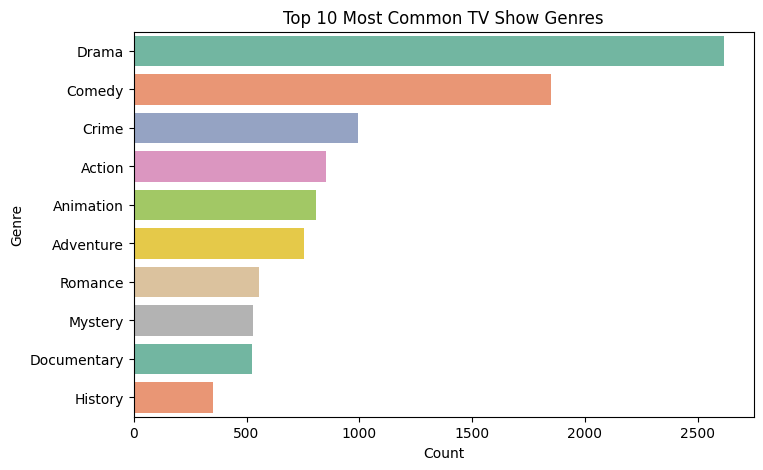 Top 10 Most Common TV Show Genres
Genre
Drama
Comedy
Crime
Action
Animation
Adventure
Romance
Mystery
Documentary
History
0 500 1000 1500 2000 2500
Count